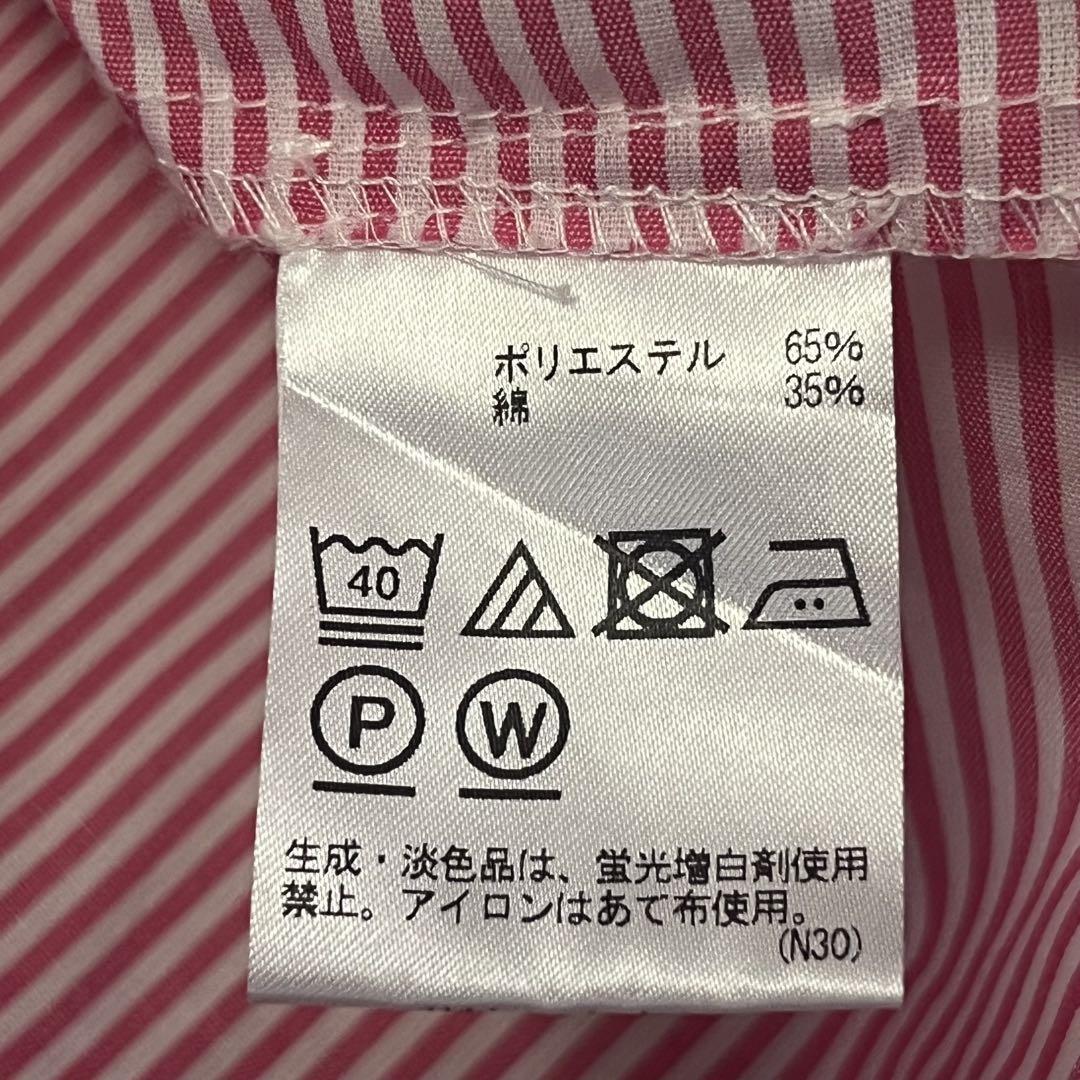 ポリエステル 65%
綿 35%
40
P W
生成・淡色品は、蛍光増白剤使用
禁止。アイロンはあて布使用。
(N30)